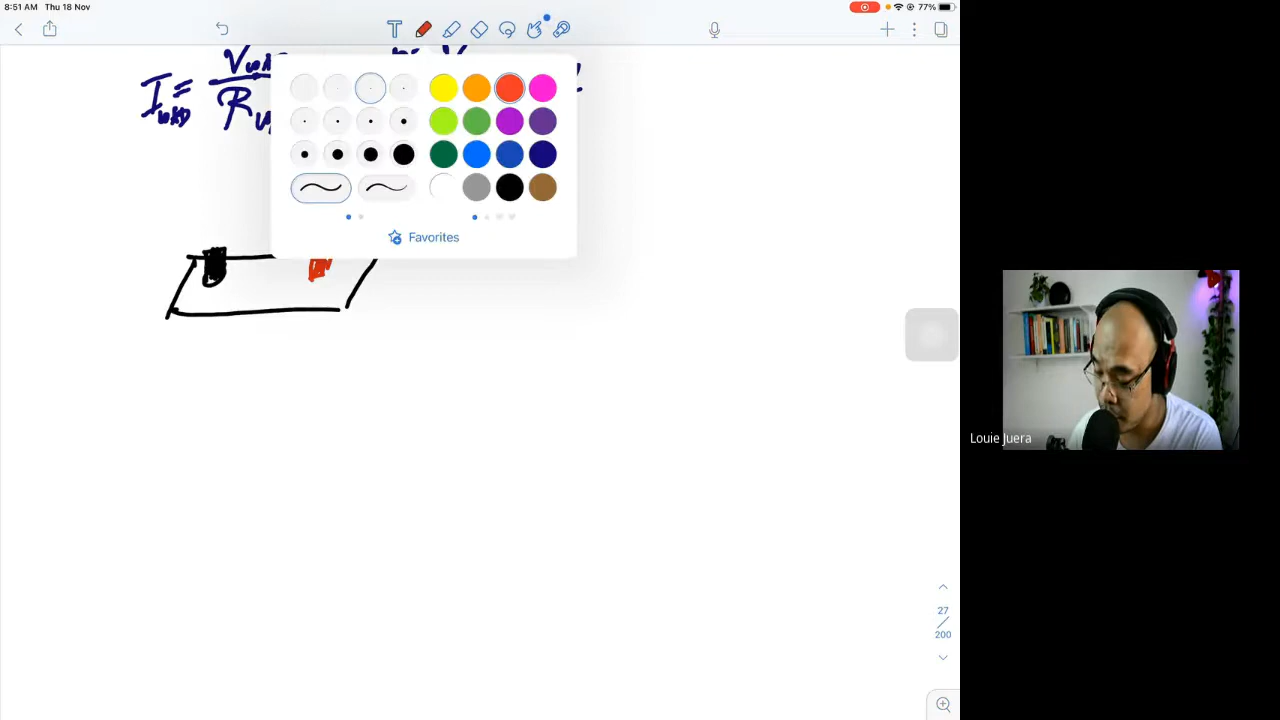 8:51 AM Thu 18 Nov 77%
T
I =
R
Favorites
27
/
200
Louie Juera